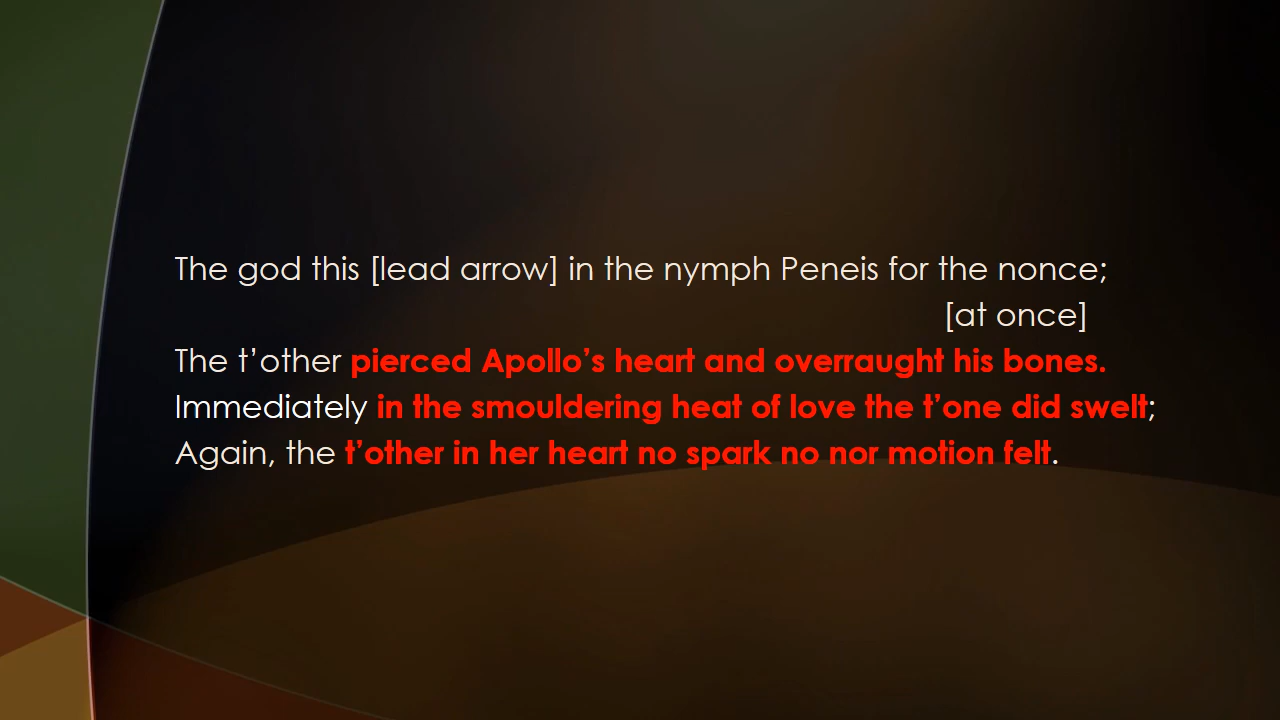 The god this [lead arrow] in the nymph Peneis for the nonce;
[at once]
The t’other pierced Apollo’s heart and overraught his bones.
Immediately in the smouldering heat of love the t’one did swelt;
Again, the t’other in her heart no spark no nor motion felt.